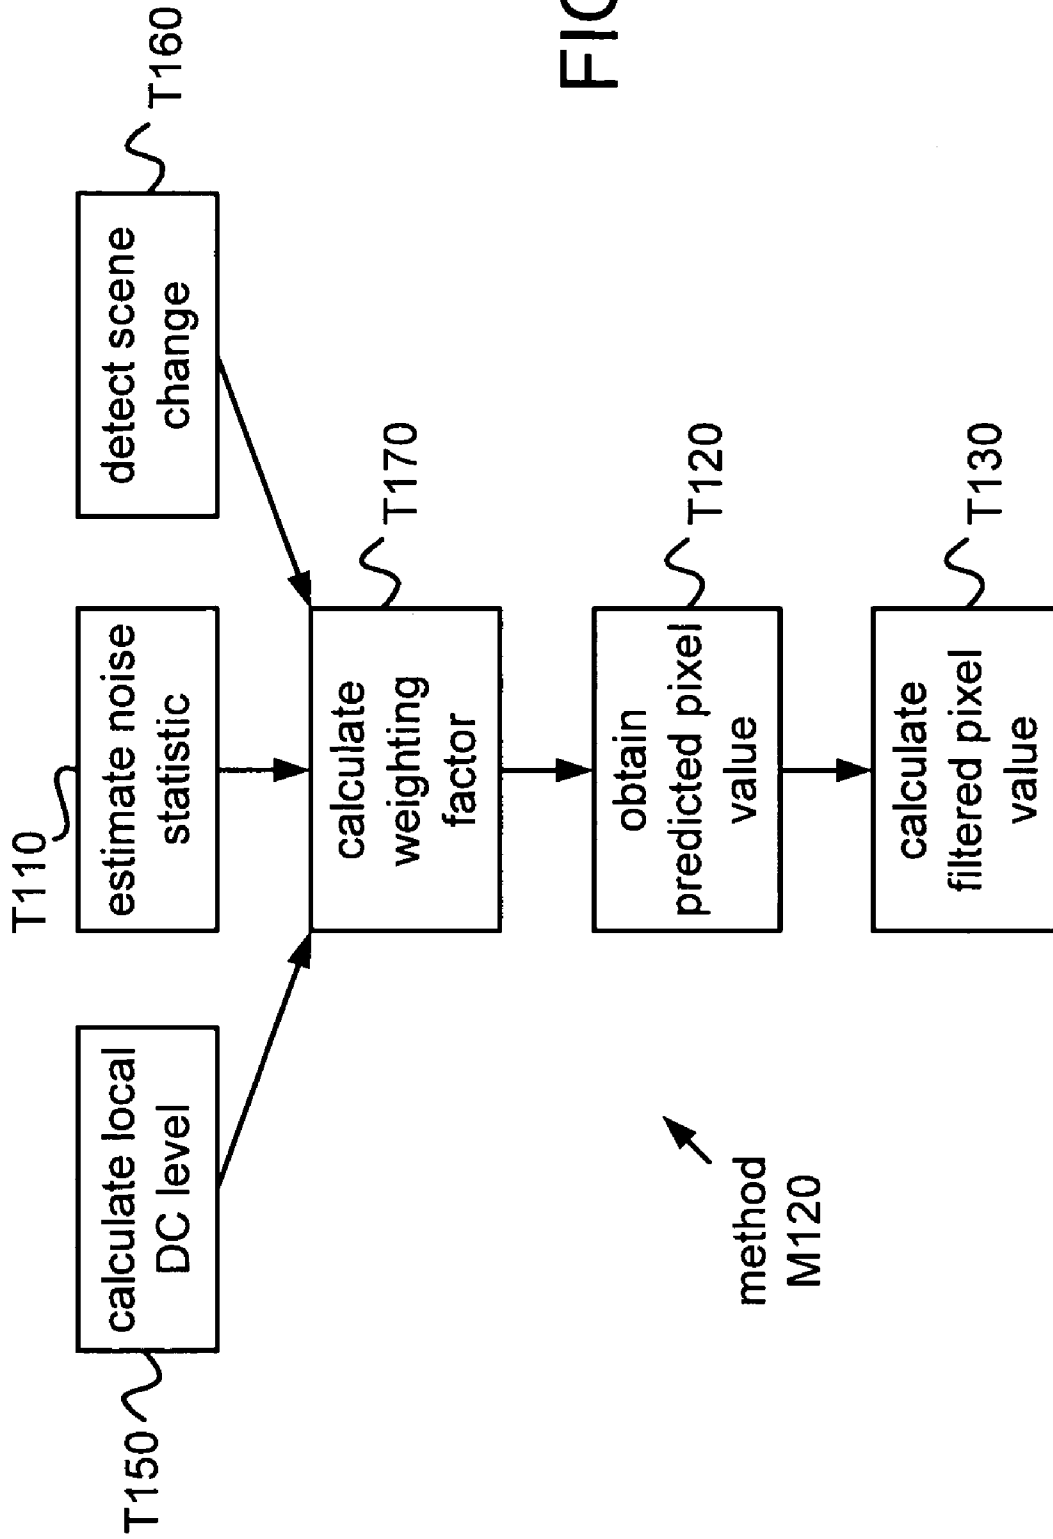 T150
calculate local
DC level
T110
estimate noise
statistic
detect scene
change
T160
calculate
weighting
factor
T170
obtain
predicted pixel
value
T120
calculate
filtered pixel
value
T130
method
M120